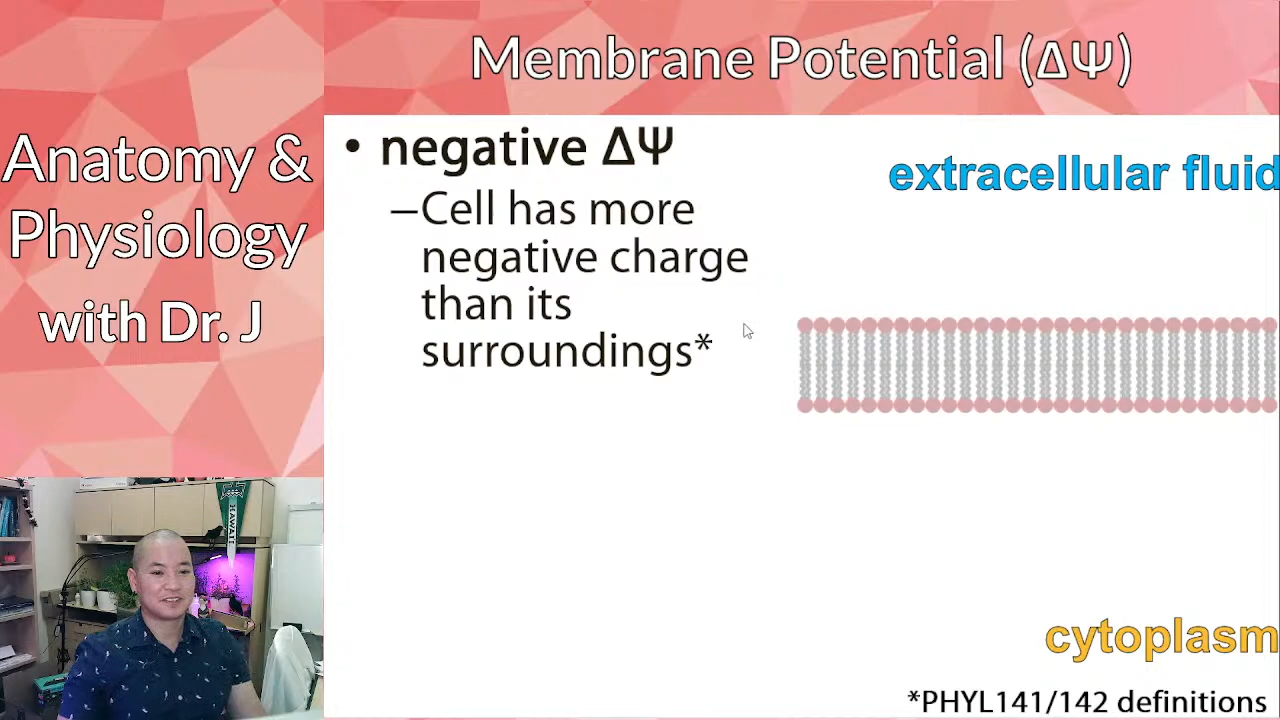 Anatomy &
Physiology
with Dr. J
Membrane Potential (ΔΨ)
• negative ΔΨ
–Cell has more
negative charge
than its
surroundings*
extracellular fluid
cytoplasm
*PHYL141/142 definitions
HAWAI'I